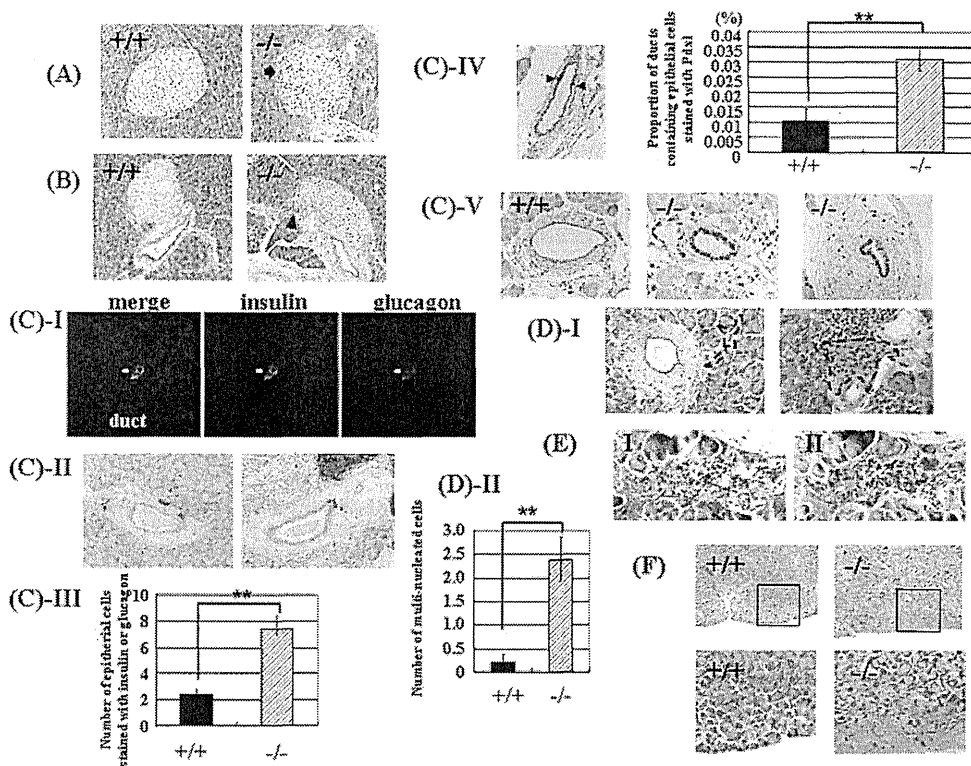 (A)
+/+
-/-
(B)
+/+
-/-
(C)-I
merge
insulin
glucagon
duct
(C)-II
(C)-III
Number of epitherial cells
stained with insulin or glucagon
10
8
6
4
2
0
**
+/+
-/-
(C)-IV
Proportion of ducts
containing epithelial cells
stained with Pdx1
(%)
0.04
0.035
0.03
0.025
0.02
0.015
0.01
0.005
0
**
+/+
-/-
(C)-V
+/+
-/-
-/-
(D)-I
(D)-II
Number of multi-nucleated cells
3.0
2.5
2.0
1.5
1.0
0.5
0
**
+/+
-/-
(E)
I
II
(F)
+/+
-/-
+/+
-/-